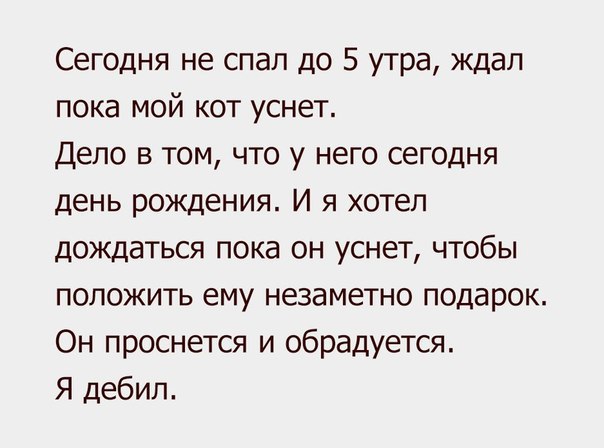 Сегодня не спал до 5 утра, ждал
пока мой кот уснет.
Дело в том, что у него сегодня
день рождения. И я хотел
дождаться пока он уснет, чтобы
положить ему незаметно подарок.
Он проснется и обрадуется.
Я дебил.